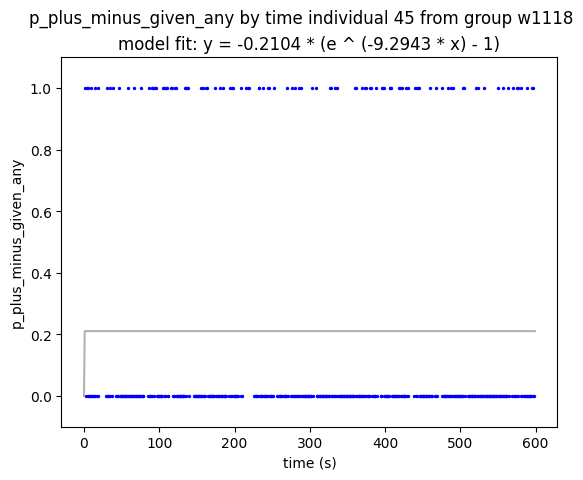 p_plus_minus_given_any by time individual 45 from group w1118
model fit: y = -0.2104 * (e ^ (-9.2943 * x) - 1)
p_plus_minus_given_any
1.0
0.8
0.6
0.4
0.2
0.0
0 100 200 300 400 500 600
time (s)